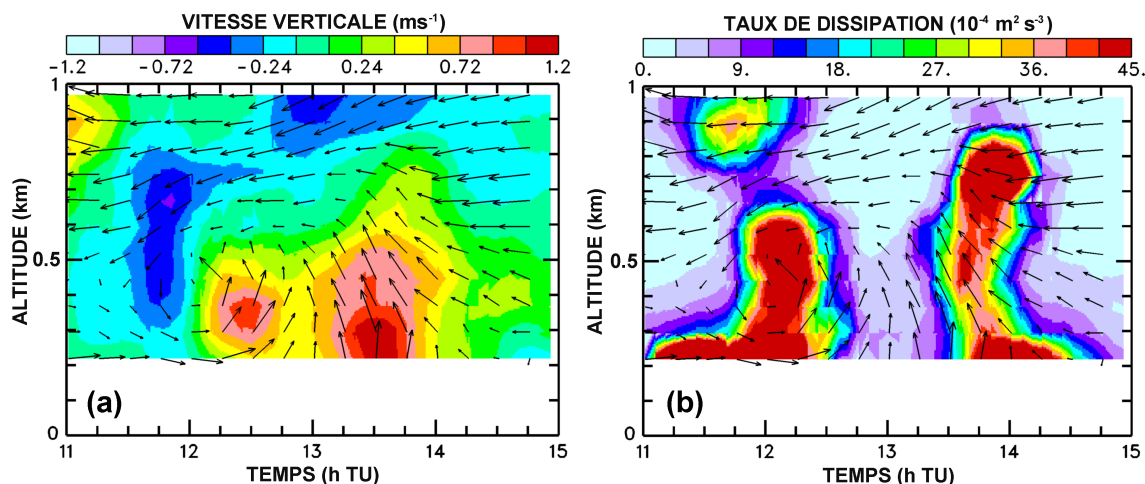 VITESSE VERTICALE (ms⁻¹)
−1.2 −0.72 −0.24 0.24 0.72 1.2
1
0.5
0
ALTITUDE (km)
(a)
11 12 13 14 15
TEMPS (h TU)
TAUX DE DISSIPATION (10⁻⁴ m² s⁻³)
0. 9. 18. 27. 36. 45.
1
0.5
0
ALTITUDE (km)
(b)
11 12 13 14 15
TEMPS (h TU)